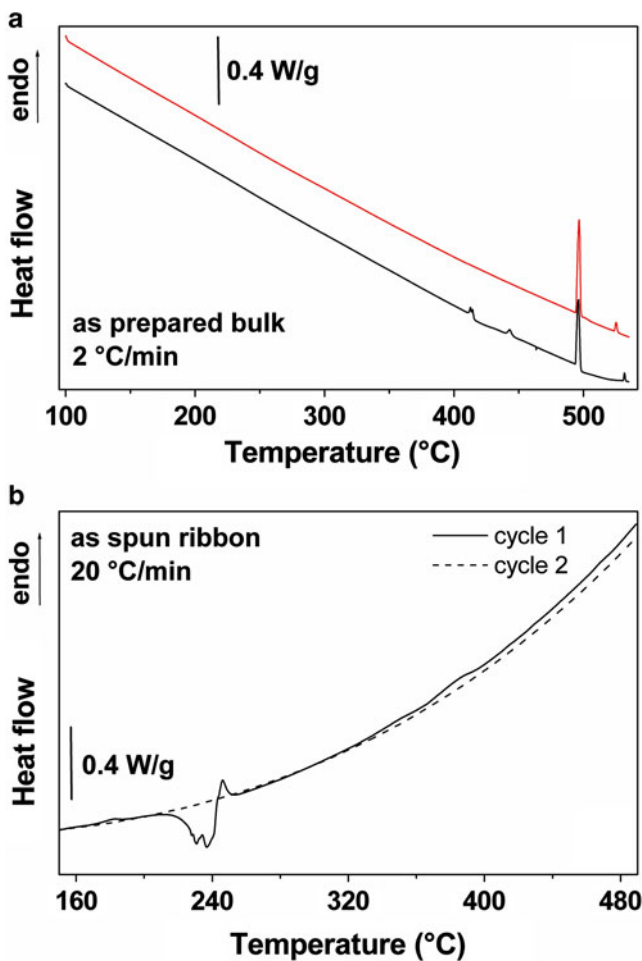 a
endo
Heat flow
0.4 W/g
as prepared bulk
2 °C/min
100 200 300 400 500
Temperature (°C)
b
endo
Heat flow
as spun ribbon
20 °C/min
cycle 1
cycle 2
0.4 W/g
160 240 320 400 480
Temperature (°C)